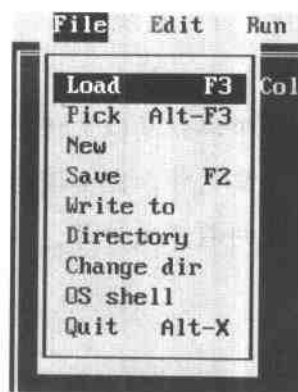 File Edit Run
Load F3 Col
Pick Alt-F3
New
Save F2
Write to
Directory
Change dir
OS shell
Quit Alt-X